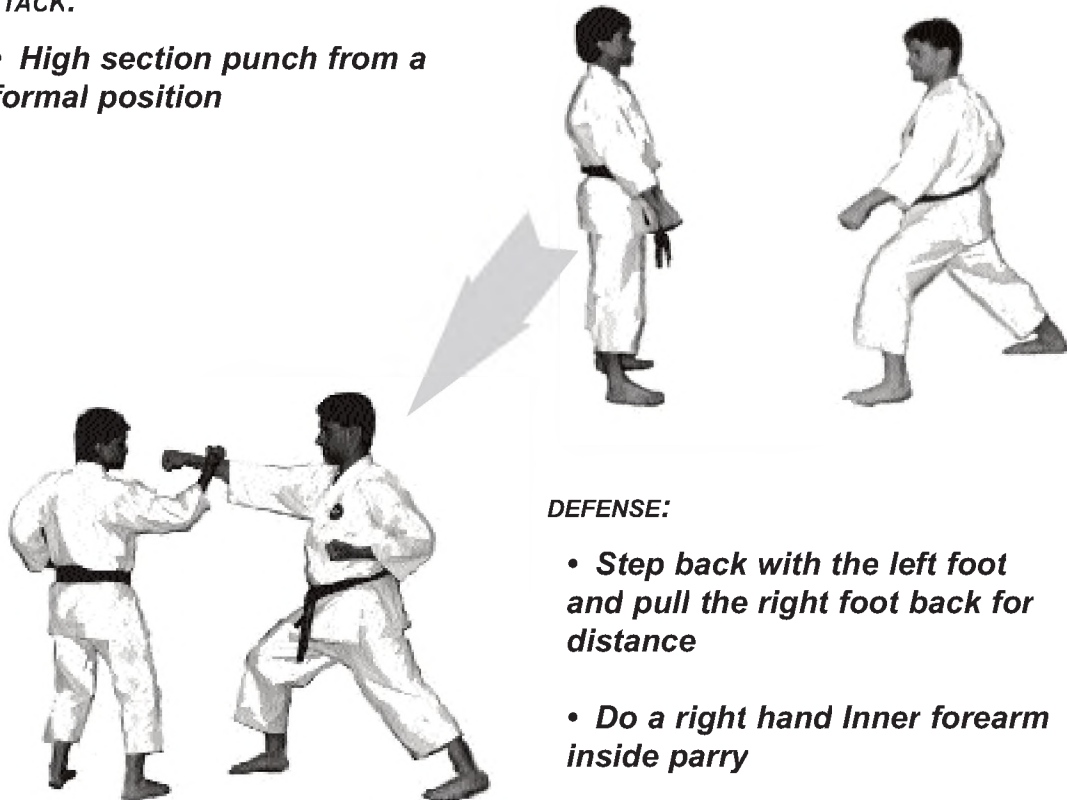 TACK:
• High section punch from a
formal position
DEFENSE:
• Step back with the left foot
and pull the right foot back for
distance
• Do a right hand Inner forearm
inside parry